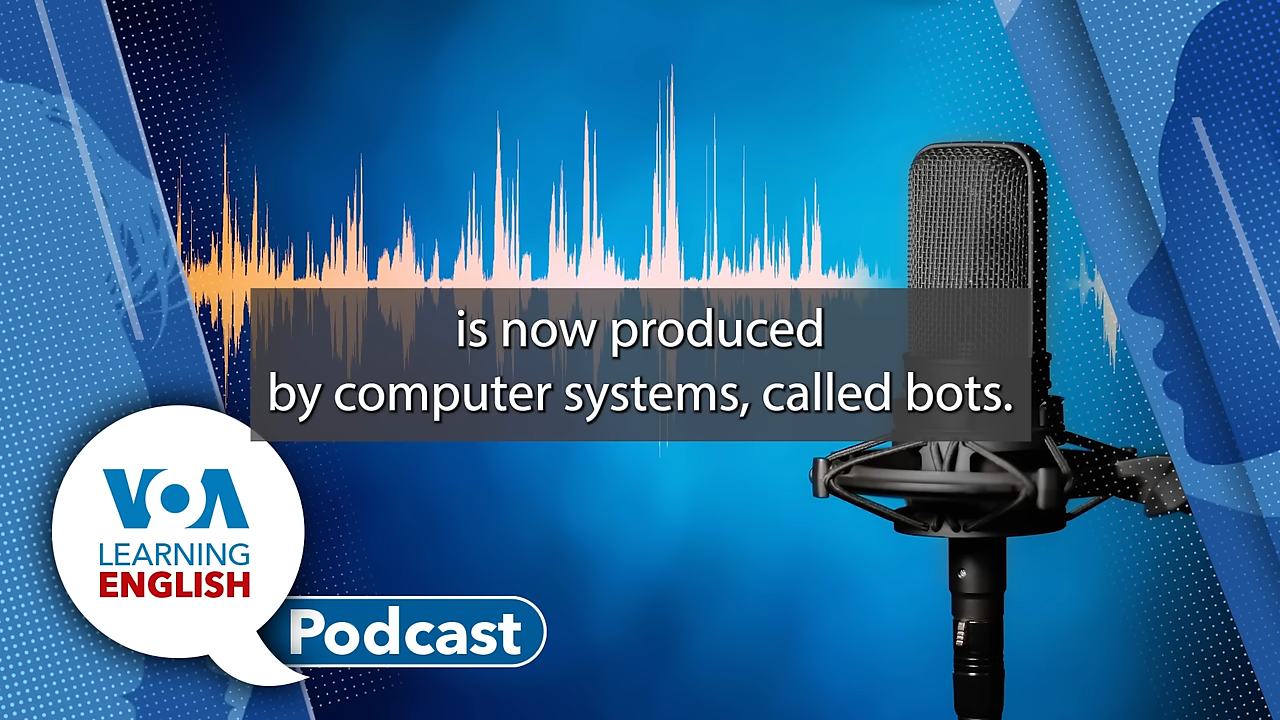 is now produced
by computer systems, called bots.
VOA
LEARNING
ENGLISH
Podcast